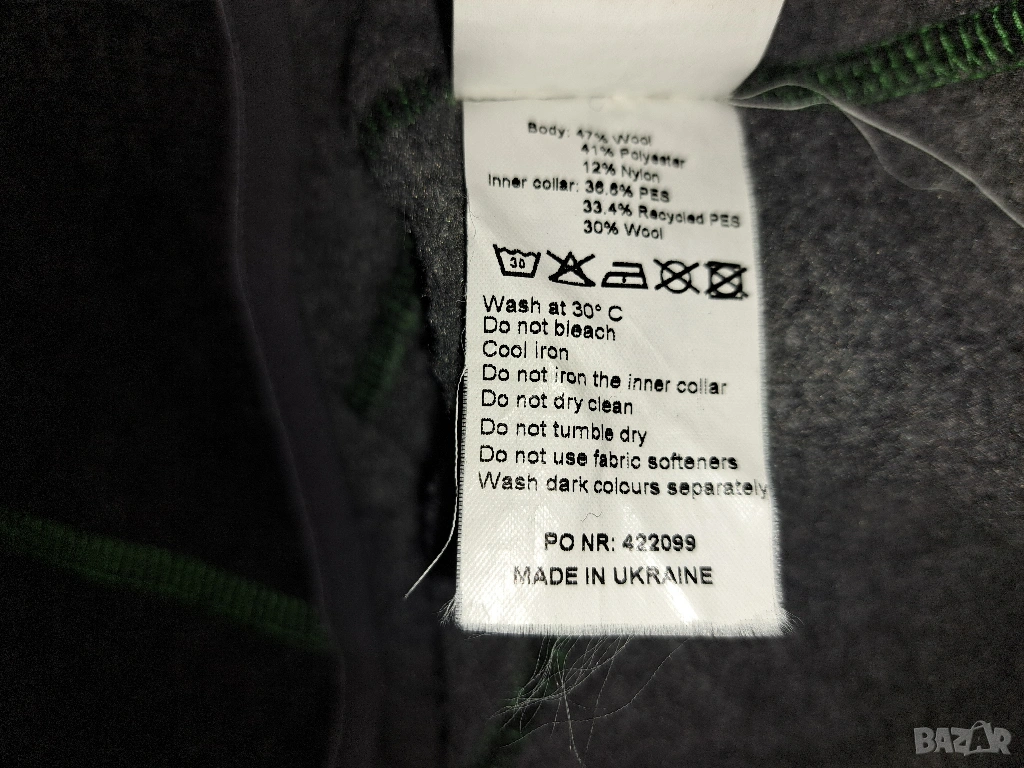 Body: 47% Wool
41% Polyester
12% Nylon
Inner collar: 36.6% PES
33.4% Recycled PES
30% Wool
30
Wash at 30° C
Do not bleach
Cool iron
Do not iron the inner collar
Do not dry clean
Do not tumble dry
Do not use fabric softeners
Wash dark colours separately
PO NR: 422099
MADE IN UKRAINE
BAZAR